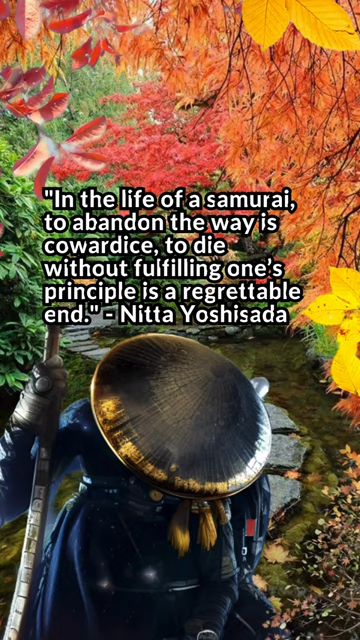 "In the life of a samurai,
to abandon the way is
cowardice, to die
without fulfilling one's
principle is a regrettable
end." - Nitta Yoshisada